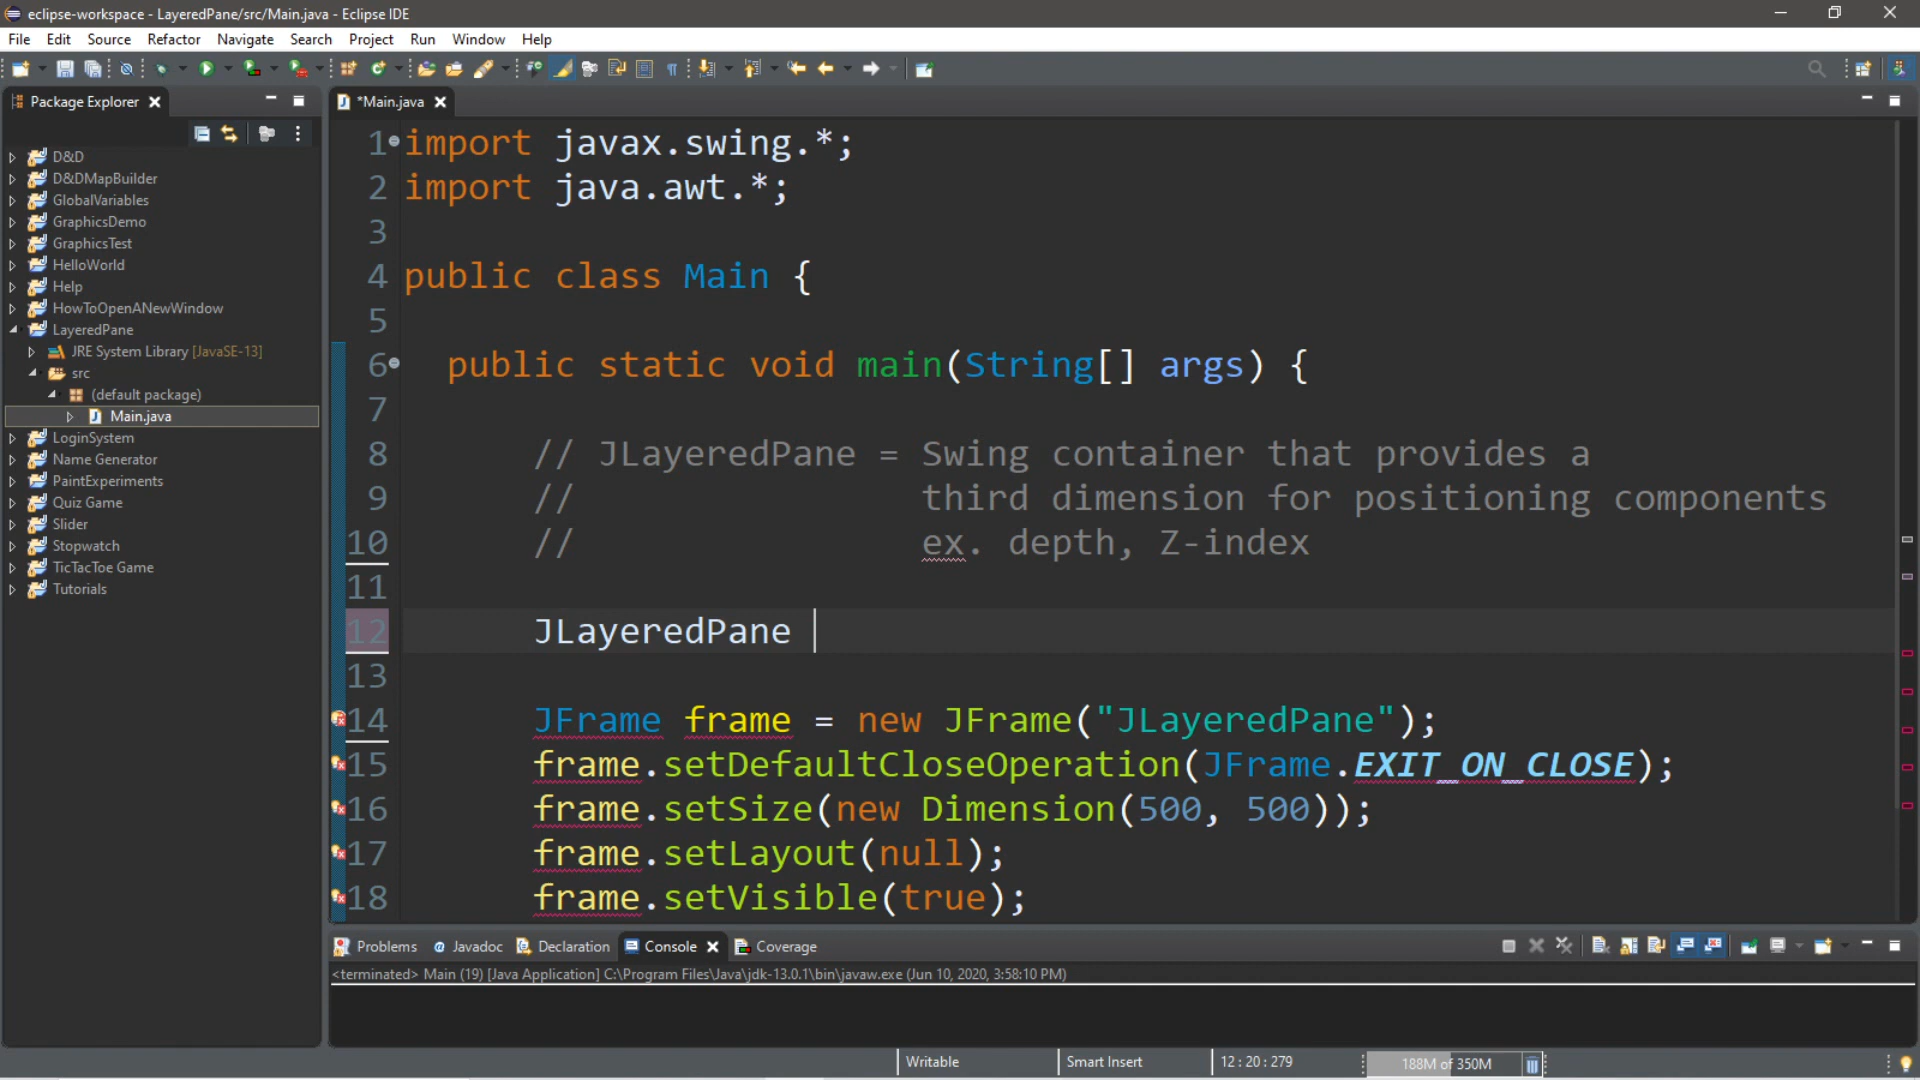 eclipse-workspace - LayeredPane/src/Main.java - Eclipse IDE
File Edit Source Refactor Navigate Search Project Run Window Help
Package Explorer
D&D
D&DMapBuilder
GlobalVariables
GraphicsDemo
GraphicsTest
HelloWorld
Help
HowToOpenANewWindow
LayeredPane
JRE System Library [JavaSE-13]
src
(default package)
Main.java
LoginSystem
Name Generator
PaintExperiments
Quiz Game
Slider
Stopwatch
TicTacToe Game
Tutorials
*Main.java
1 import javax.swing.*;
2 import java.awt.*;
3
4 public class Main {
5
6 public static void main(String[] args) {
7
8 // JLayeredPane = Swing container that provides a
9 // third dimension for positioning components
10 // ex. depth, Z-index
11
12 JLayeredPane
13
14 JFrame frame = new JFrame("JLayeredPane");
15 frame.setDefaultCloseOperation(JFrame.EXIT_ON_CLOSE);
16 frame.setSize(new Dimension(500, 500));
17 frame.setLayout(null);
18 frame.setVisible(true);
Problems Javadoc Declaration Console Coverage
<terminated> Main (19) [Java Application] C:\Program Files\Java\jdk-13.0.1\bin\javaw.exe (Jun 10, 2020, 3:58:10 PM)
Writable Smart Insert 12 : 20 : 279 188M of 350M